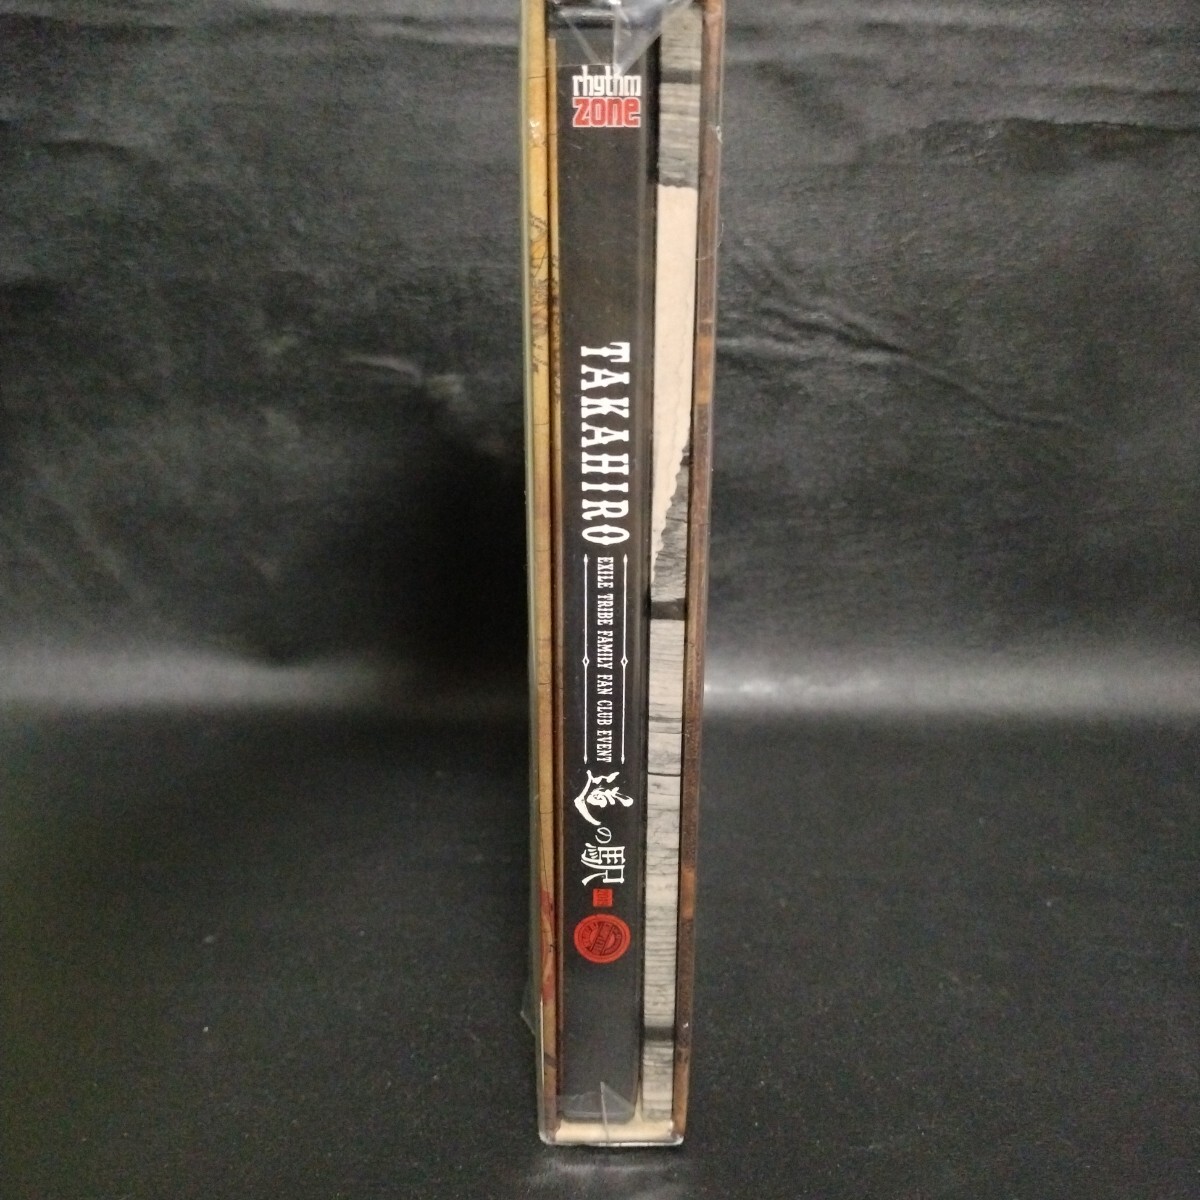 rhythm
zone
TAKAHIRO
EXILE TRIBE FAMILY FAN CLUB EVENT
道の駅